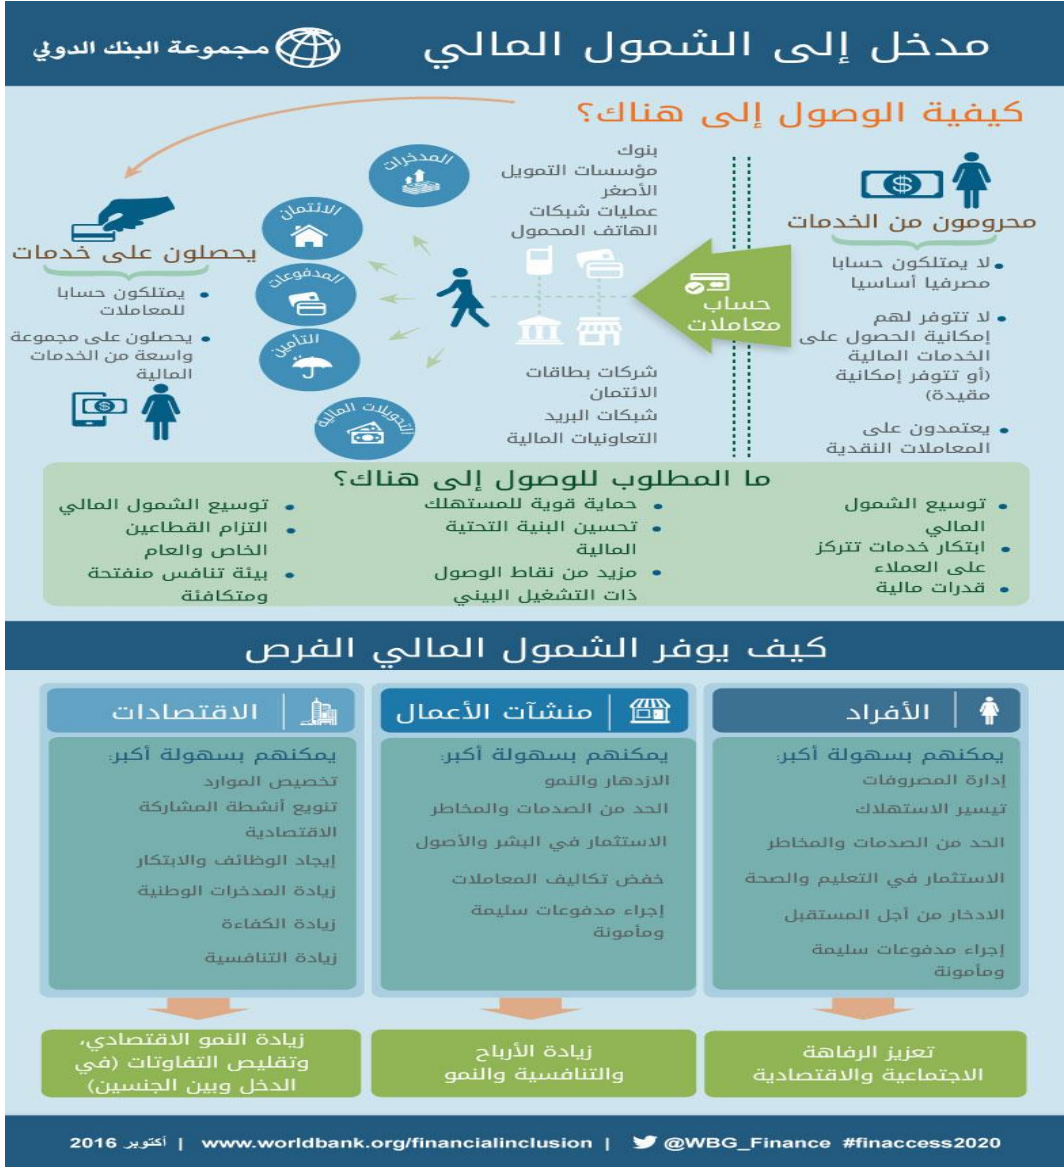 مدخل إلى الشمول المالي
مجموعة البنك الدولي
كيفية الوصول إلى هناك؟
محرومون من الخدمات
لا يمتلكون حسابا
مصرفيا أساسيا
لا تتوفر لهم
إمكانية الحصول على
الخدمات المالية
(أو تتوفر إمكانية
مقيدة)
يعتمدون على
المعاملات النقدية
حساب
معاملات
بنوك
مؤسسات التمويل
الأصغر
عمليات شبكات
الهاتف المحمول
شركات بطاقات
الائتمان
شبكات البريد
التعاونيات المالية
المدخرات
الائتمان
المدفوعات
التأمين
التحويلات المالية
يحصلون على خدمات
يمتلكون حسابا
للمعاملات
يحصلون على مجموعة
واسعة من الخدمات
المالية
ما المطلوب للوصول إلى هناك؟
توسيع الشمول
المالي
ابتكار خدمات تتركز
على العملاء
قدرات مالية
حماية قوية للمستهلك
تحسين البنية التحتية
المالية
مزيد من نقاط الوصول
ذات التشغيل البيني
توسيع الشمول المالي
التزام القطاعين
الخاص والعام
بيئة تنافس منفتحة
ومتكافئة
كيف يوفر الشمول المالي الفرص
الأفراد
يمكنهم بسهولة أكبر:
إدارة المصروفات
تيسير الاستهلاك
الحد من الصدمات والمخاطر
الاستثمار في التعليم والصحة
الادخار من أجل المستقبل
إجراء مدفوعات سليمة
ومأمونة
تعزيز الرفاهة
الاجتماعية والاقتصادية
منشآت الأعمال
يمكنهم بسهولة أكبر:
الازدهار والنمو
الحد من الصدمات والمخاطر
الاستثمار في البشر والأصول
خفض تكاليف المعاملات
إجراء مدفوعات سليمة
ومأمونة
زيادة الأرباح
والتنافسية والنمو
الاقتصادات
يمكنهم بسهولة أكبر:
تخصيص الموارد
تنويع أنشطة المشاركة
الاقتصادية
إيجاد الوظائف والابتكار
زيادة المدخرات الوطنية
زيادة الكفاءة
زيادة التنافسية
زيادة النمو الاقتصادي،
وتقليص التفاوتات (في
الدخل وبين الجنسين)
أكتوبر 2016 | www.worldbank.org/financialinclusion | @WBG_Finance #finaccess2020